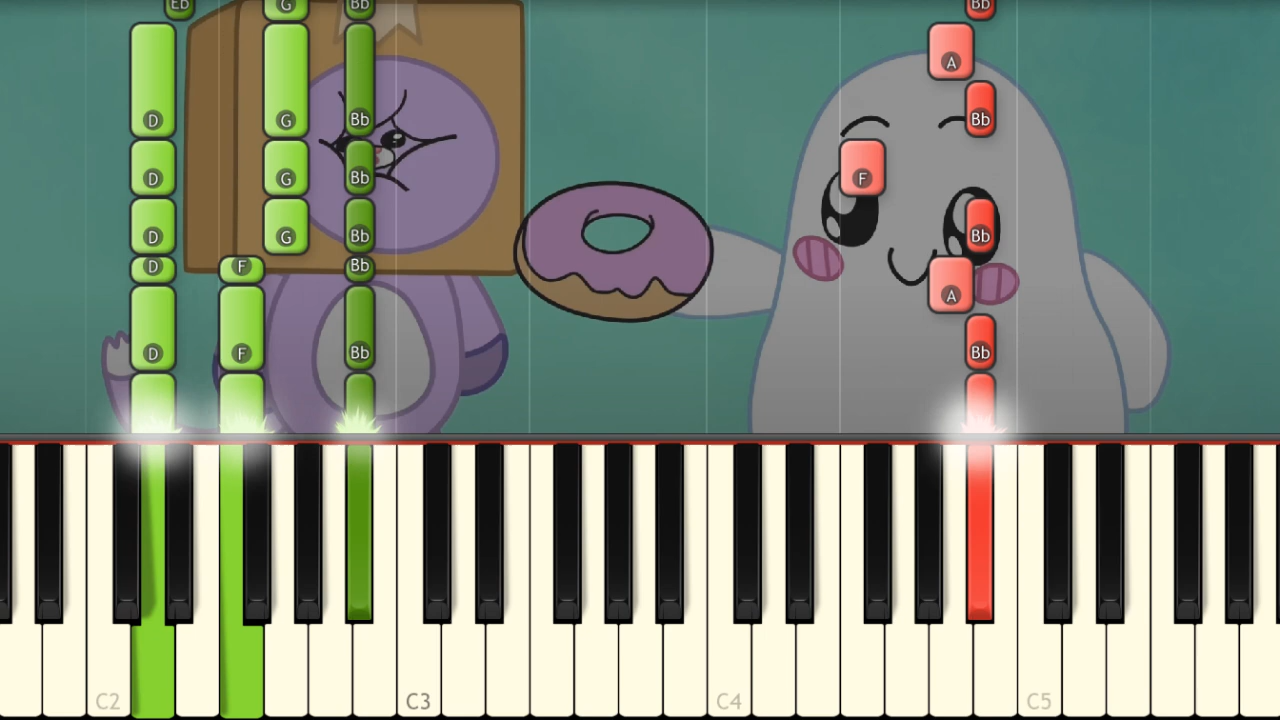 Eb G Bb Bb
A
D G Bb Bb
D G Bb F
D G Bb Bb
D F Bb
A
D F Bb Bb
C2 C3 C4 C5